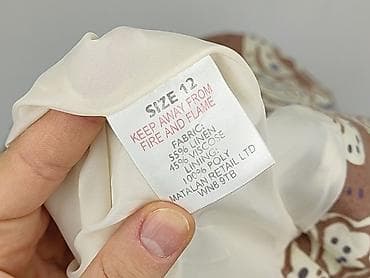 SIZE 12
KEEP AWAY FROM
FIRE AND FLAME
FABRIC:
55% LINEN
45% VISCOSE
LINING:
100% POLY
MATALAN RETAIL LTD
WN8 9TB